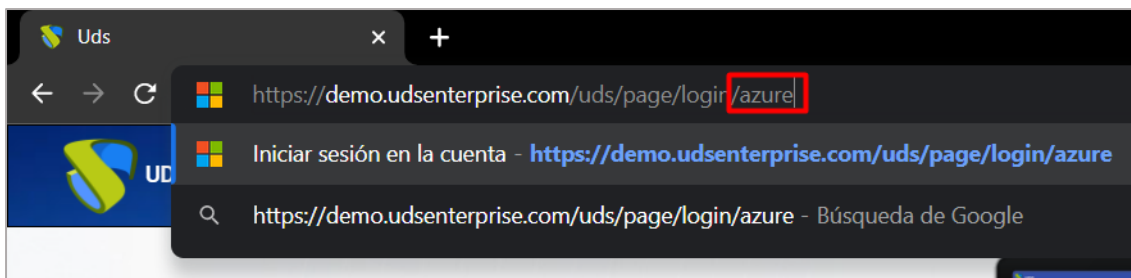 Uds
https://demo.udsenterprise.com/uds/page/login/azure
Iniciar sesión en la cuenta - https://demo.udsenterprise.com/uds/page/login/azure
UD
https://demo.udsenterprise.com/uds/page/login/azure - Búsqueda de Google